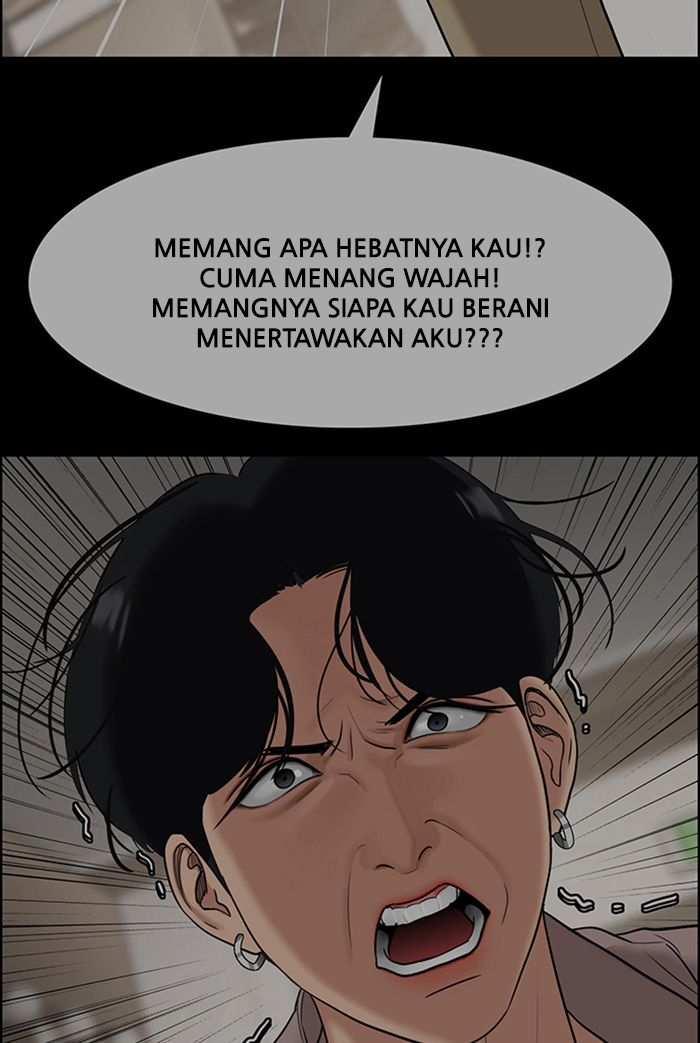 MEMANG APA HEBATNYA KAU!?
CUMA MENANG WAJAH!
MEMANGNYA SIAPA KAU BERANI
MENERTAWAKAN AKU???